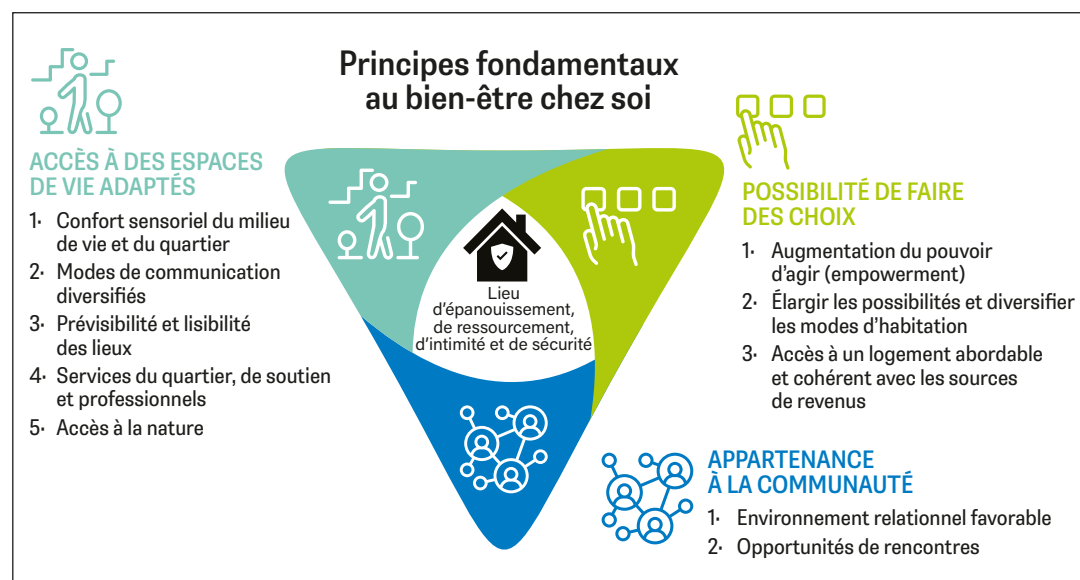 Principes fondamentaux
au bien-être chez soi
ACCÈS À DES ESPACES
DE VIE ADAPTÉS
1· Confort sensoriel du milieu
de vie et du quartier
2· Modes de communication
diversifiés
3· Prévisibilité et lisibilité
des lieux
4· Services du quartier, de soutien
et professionnels
5· Accès à la nature
Lieu
d'épanouissement,
de ressourcement,
d'intimité et de sécurité
POSSIBILITÉ DE FAIRE
DES CHOIX
1· Augmentation du pouvoir
d'agir (empowerment)
2· Élargir les possibilités et diversifier
les modes d'habitation
3· Accès à un logement abordable
et cohérent avec les sources
de revenus
APPARTENANCE
À LA COMMUNAUTÉ
1· Environnement relationnel favorable
2· Opportunités de rencontres